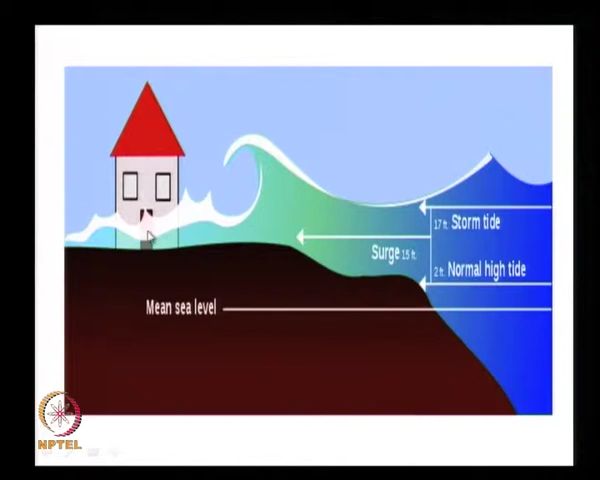 17 ft. Storm tide
Surge 15 ft.
2 ft. Normal high tide
Mean sea level
NPTEL